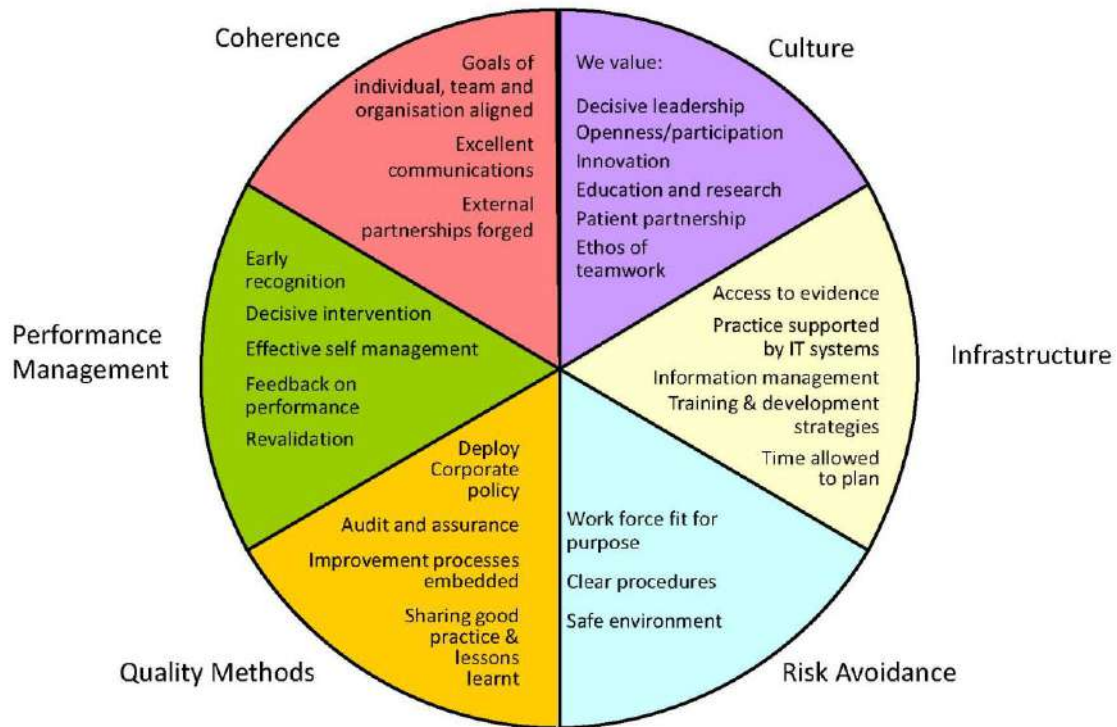 Coherence
Goals of
individual, team and
organisation aligned
Excellent
communications
External
partnerships forged
Culture
We value:
Decisive leadership
Openness/participation
Innovation
Education and research
Patient partnership
Ethos of
teamwork
Infrastructure
Access to evidence
Practice supported
by IT systems
Information management
Training & development
strategies
Time allowed
to plan
Risk Avoidance
Work force fit for
purpose
Clear procedures
Safe environment
Quality Methods
Deploy
Corporate
policy
Audit and assurance
Improvement processes
embedded
Sharing good
practice &
lessons
learnt
Performance
Management
Early
recognition
Decisive intervention
Effective self management
Feedback on
performance
Revalidation